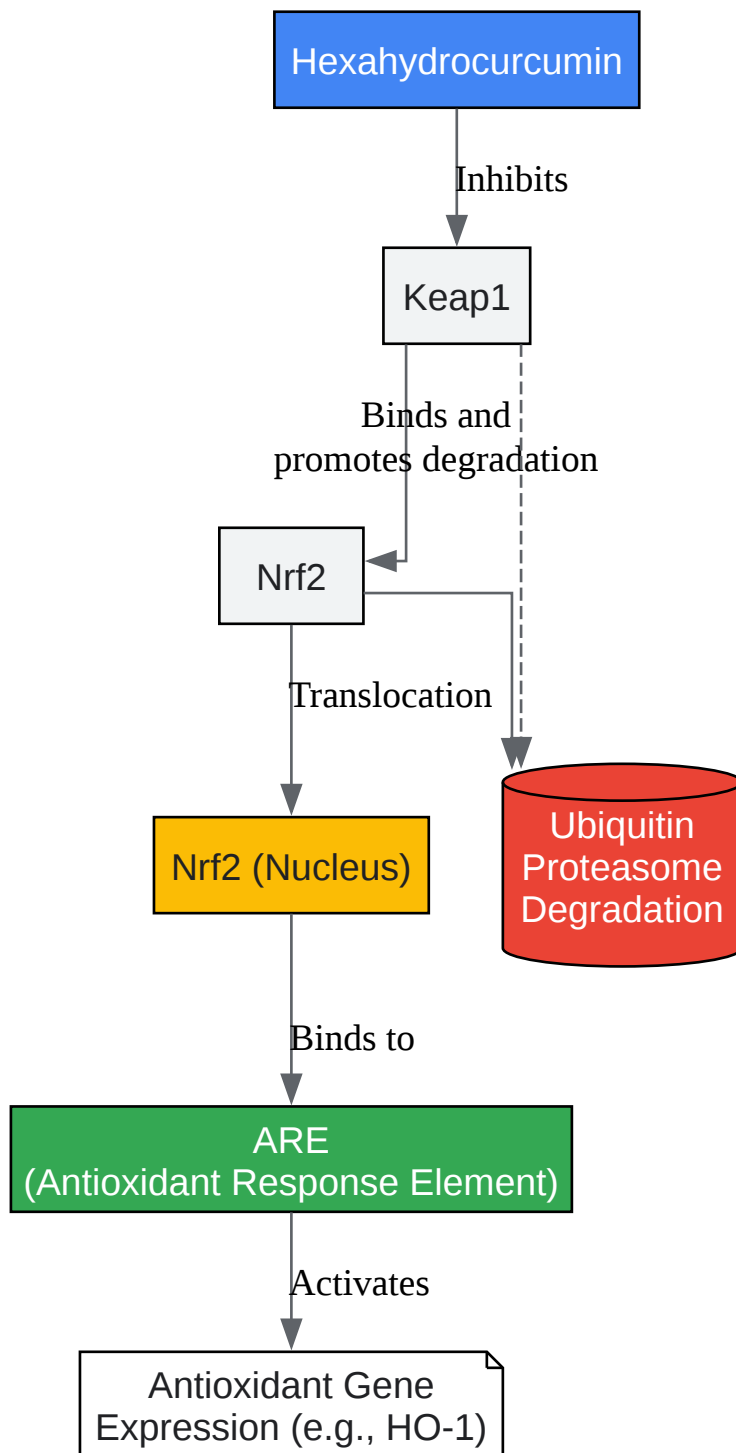 Hexahydrocurcumin
Inhibits
Keap1
Binds and
promotes degradation
Nrf2
Translocation
Ubiquitin
Proteasome
Degradation
Nrf2 (Nucleus)
Binds to
ARE
(Antioxidant Response Element)
Activates
Antioxidant Gene
Expression (e.g., HO-1)